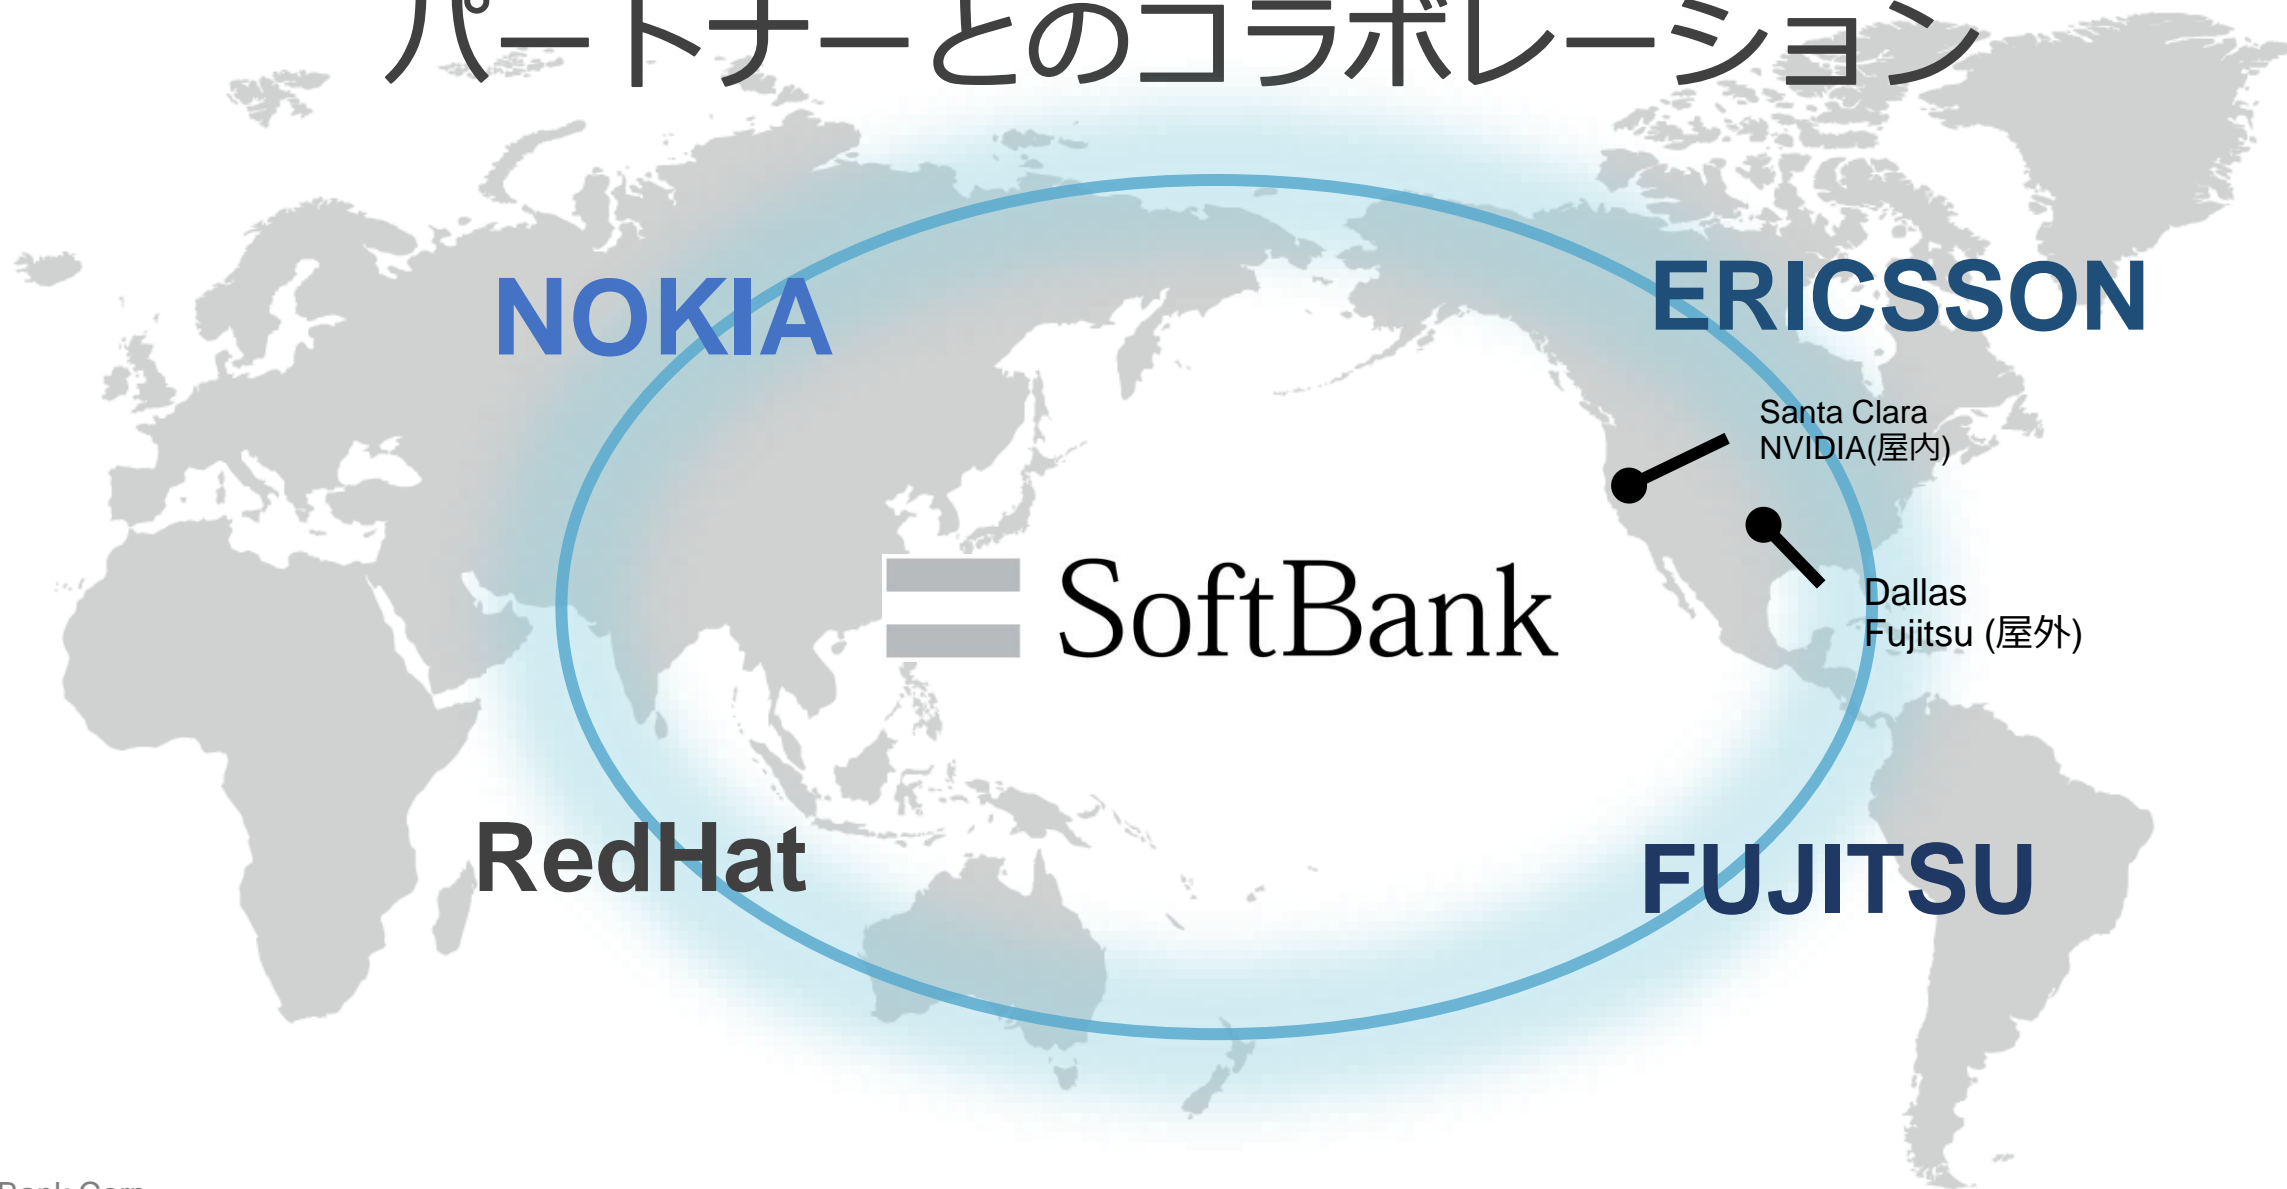 パートナーとのコラボレーション
NOKIA
ERICSSON
Santa Clara
NVIDIA(屋内)
SoftBank
Dallas
Fujitsu (屋外)
RedHat
FUJITSU